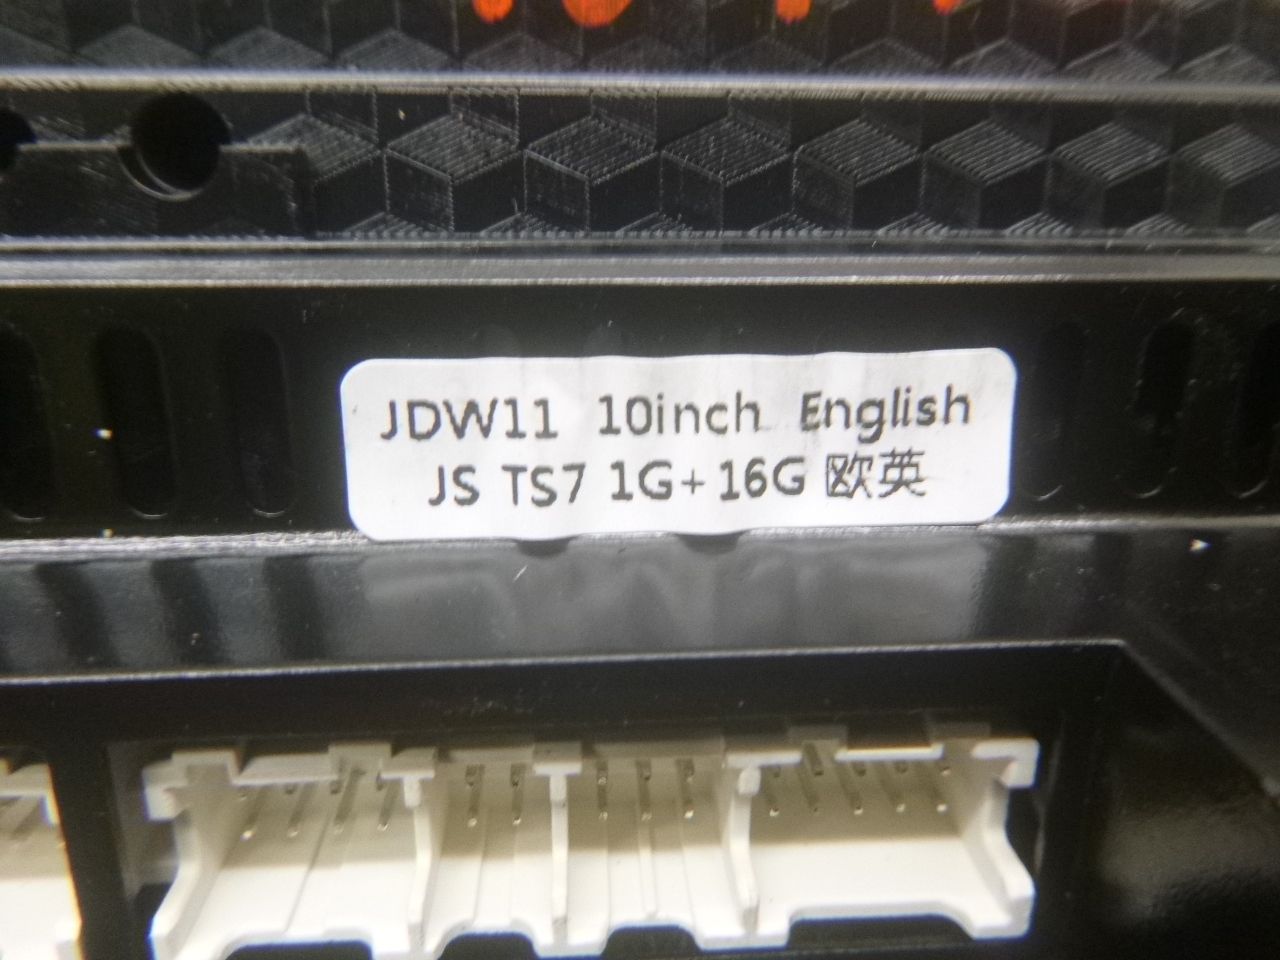 JDW11 10inch English
JS TS7 1G+16G 欧英